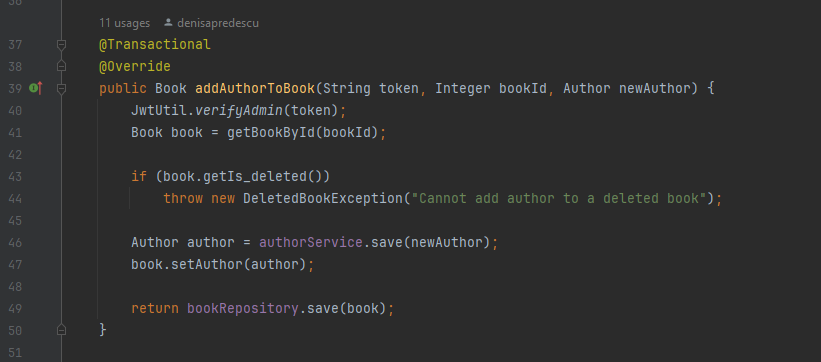 36
11 usages denisapredescu
37 @Transactional
38 @Override
39 public Book addAuthorToBook(String token, Integer bookId, Author newAuthor) {
40 JwtUtil.verifyAdmin(token);
41 Book book = getBookById(bookId);
42
43 if (book.getIs_deleted())
44 throw new DeletedBookException("Cannot add author to a deleted book");
45
46 Author author = authorService.save(newAuthor);
47 book.setAuthor(author);
48
49 return bookRepository.save(book);
50 }
51